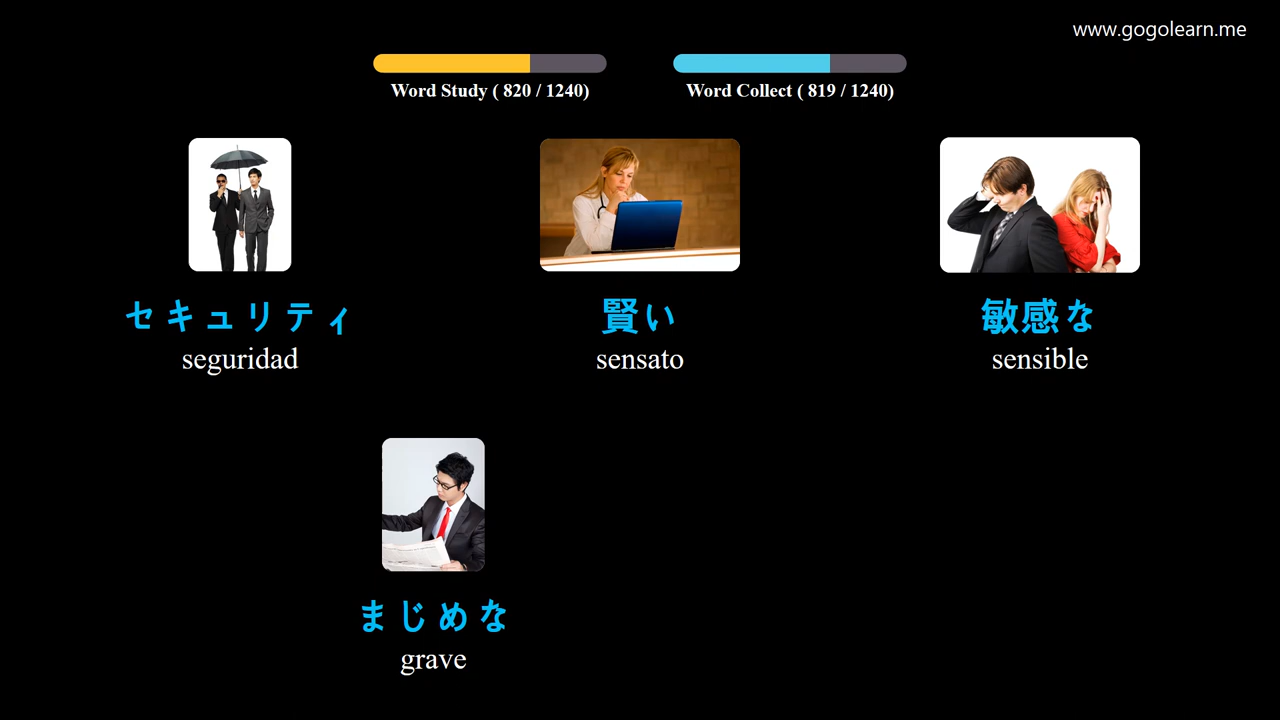 www.gogolearn.me
Word Study ( 820 / 1240)
Word Collect ( 819 / 1240)
セキュリティ
seguridad
賢い
sensato
敏感な
sensible
まじめな
grave